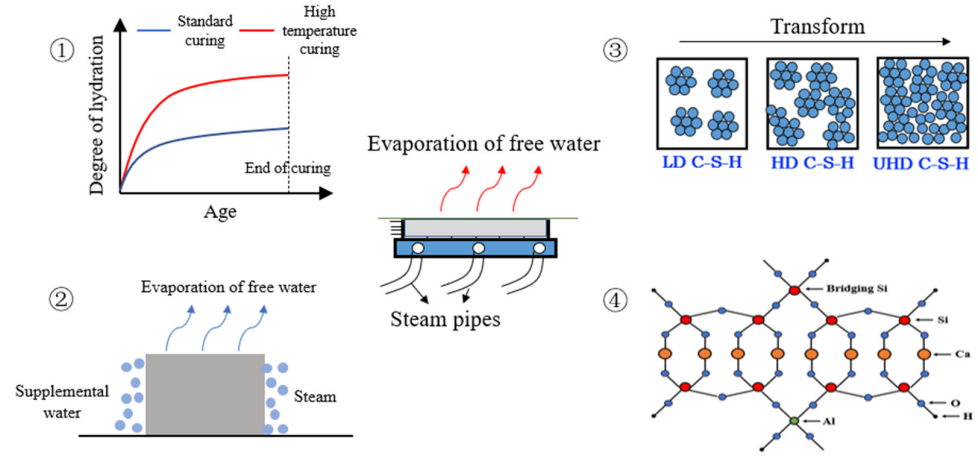 ①
Standard
curing
High
temperature
curing
Degree of hydration
End of curing
Age
②
Evaporation of free water
Supplemental
water
Steam
Evaporation of free water
Steam pipes
③
Transform
LD C-S-H
HD C-S-H
UHD C-S-H
④
Bridging Si
Si
Ca
O
H
Al